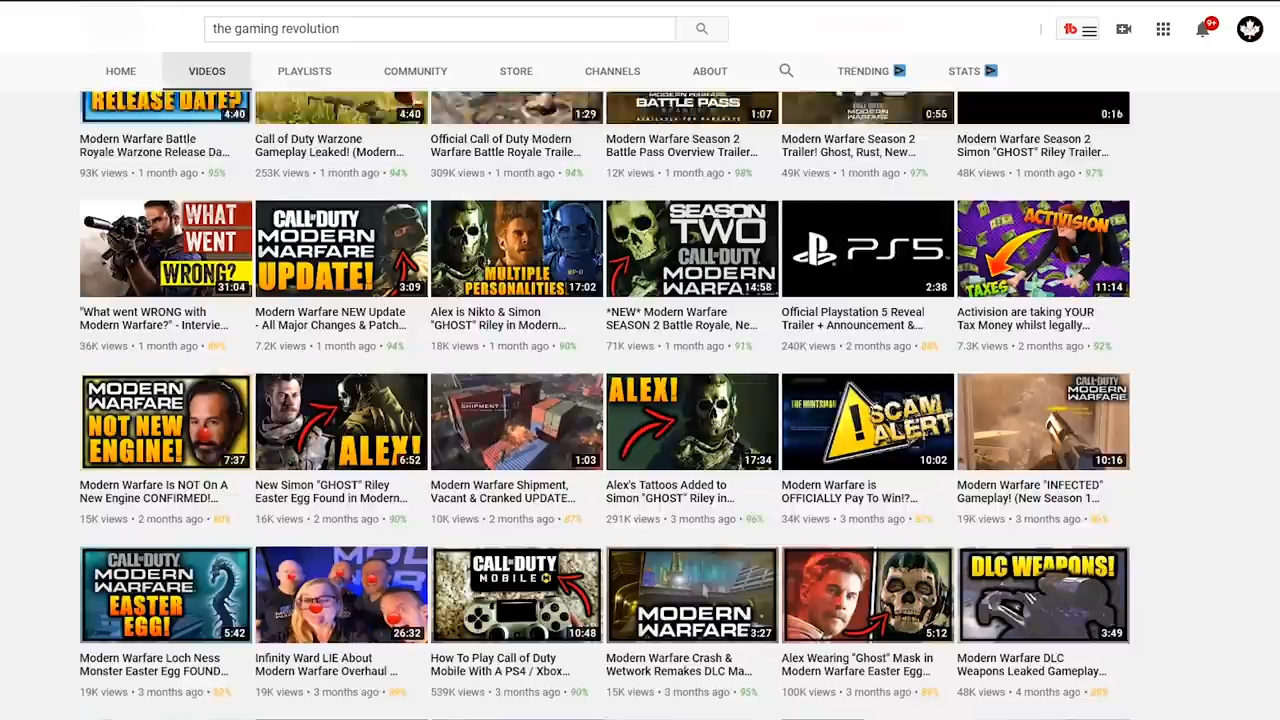 the gaming revolution
9+
HOME VIDEOS PLAYLISTS COMMUNITY STORE CHANNELS ABOUT TRENDING STATS
RELEASE DATE?
4:40
4:40
1:29
BATTLE PASS
1:07
0:55
0:16
Modern Warfare Battle
Royale Warzone Release Da...
93K views • 1 month ago • 95%
Call of Duty Warzone
Gameplay Leaked! (Modern...
253K views • 1 month ago • 94%
Official Call of Duty Modern
Warfare Battle Royale Traile...
309K views • 1 month ago • 94%
Modern Warfare Season 2
Battle Pass Overview Trailer...
12K views • 1 month ago • 98%
Modern Warfare Season 2
Trailer! Ghost, Rust, New...
49K views • 1 month ago • 97%
Modern Warfare Season 2
Simon "GHOST" Riley Trailer...
48K views • 1 month ago • 97%
WHAT
WENT
WRONG?
31:04
CALL OF DUTY
MODERN
WARFARE
UPDATE!
3:09
MULTIPLE
PERSONALITIES
17:02
SEASON
TWO
CALL OF DUTY
MODERN
WARFA
14:58
PS5
2:38
ACTIVISION
TAXES
11:14
"What went WRONG with
Modern Warfare?" - Intervie...
36K views • 1 month ago • 89%
Modern Warfare NEW Update
- All Major Changes & Patch...
7.2K views • 1 month ago • 94%
Alex is Nikto & Simon
"GHOST" Riley in Modern...
18K views • 1 month ago • 90%
*NEW* Modern Warfare
SEASON 2 Battle Royale, Ne...
71K views • 1 month ago • 91%
Official Playstation 5 Reveal
Trailer + Announcement &...
240K views • 2 months ago •
Activision are taking YOUR
Tax Money whilst legally...
7.3K views • 2 months ago • 92%
MODERN
WARFARE
NOT NEW
ENGINE!
7:37
ALEX!
6:52
SHIPMENT
1:03
ALEX!
17:34
THE HUNTSMAN
SCAM
ALERT
10:02
CALL OF DUTY
MODERN
WARFARE
10:16
Modern Warfare Is NOT On A
New Engine CONFIRMED!...
15K views • 2 months ago •
New Simon "GHOST" Riley
Easter Egg Found in Modern...
16K views • 2 months ago • 90%
Modern Warfare Shipment,
Vacant & Cranked UPDATE...
10K views • 2 months ago • 87%
Alex's Tattoos Added to
Simon "GHOST" Riley in...
291K views • 3 months ago • 96%
Modern Warfare is
OFFICIALLY Pay To Win!?...
34K views • 3 months ago •
Modern Warfare "INFECTED"
Gameplay! (New Season 1...
19K views • 3 months ago •
CALL OF DUTY
MODERN
WARFARE
EASTER
EGG!
5:42
26:32
CALL OF DUTY
MOBILE
10:48
MODERN
WARFARE
3:27
5:12
DLC WEAPONS!
3:49
Modern Warfare Loch Ness
Monster Easter Egg FOUND...
19K views • 3 months ago •
Infinity Ward LIE About
Modern Warfare Overhaul ...
19K views • 3 months ago • 89%
How To Play Call of Duty
Mobile With A PS4 / Xbox...
539K views • 3 months ago • 90%
Modern Warfare Crash &
Wetwork Remakes DLC Ma...
15K views • 3 months ago • 95%
Alex Wearing "Ghost" Mask in
Modern Warfare Easter Egg...
100K views • 3 months ago • 89%
Modern Warfare DLC
Weapons Leaked Gameplay...
48K views • 4 months ago • 89%